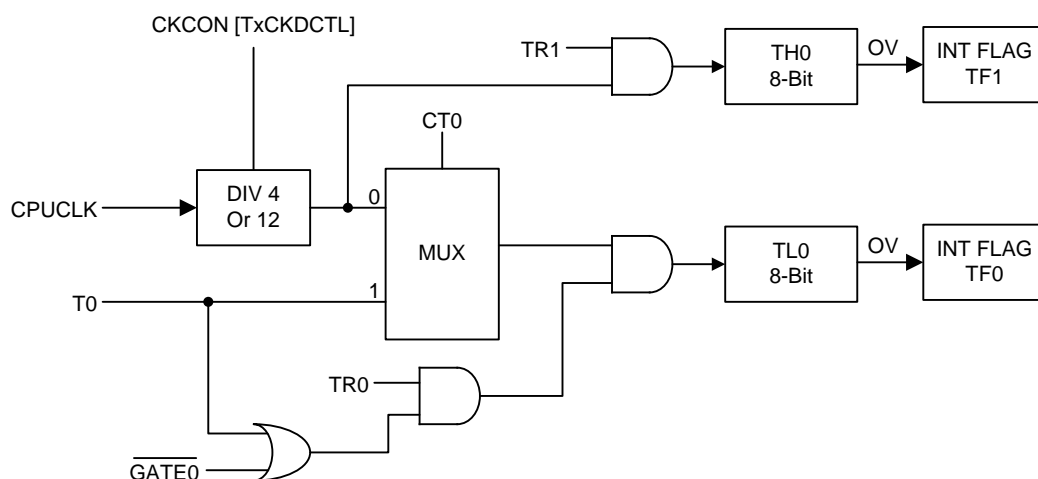 CKCON [TxCKDCTL]
TR1
TH0
8-Bit
OV
INT FLAG
TF1
CT0
CPUCLK
DIV 4
Or 12
0
MUX
TL0
8-Bit
OV
INT FLAG
TF0
T0
1
TR0
GATE0